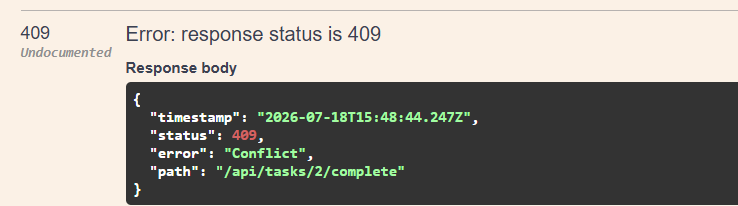 409
Undocumented
Error: response status is 409
Response body
{
  "timestamp": "2026-07-18T15:48:44.247Z",
  "status": 409,
  "error": "Conflict",
  "path": "/api/tasks/2/complete"
}